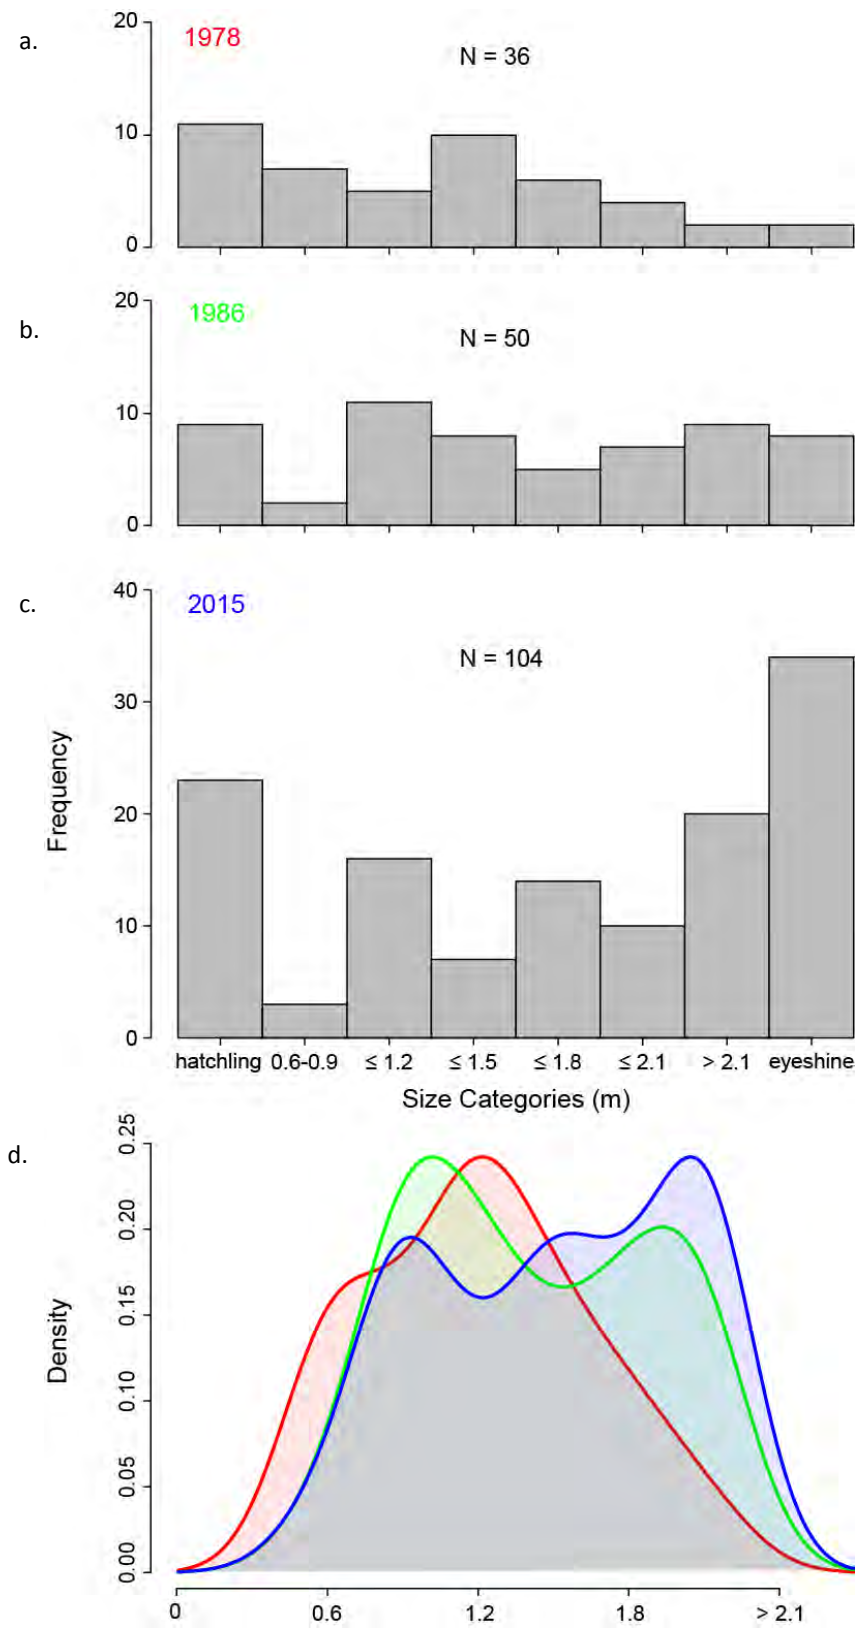 a.
1978
N = 36
20
10
0
b.
1986
N = 50
20
10
0
c.
2015
N = 104
40
30
20
10
0
Frequency
hatchling 0.6-0.9 ≤ 1.2 ≤ 1.5 ≤ 1.8 ≤ 2.1 > 2.1 eyeshine
Size Categories (m)
d.
0.25
0.20
0.15
0.10
0.05
0.00
Density
0 0.6 1.2 1.8 > 2.1